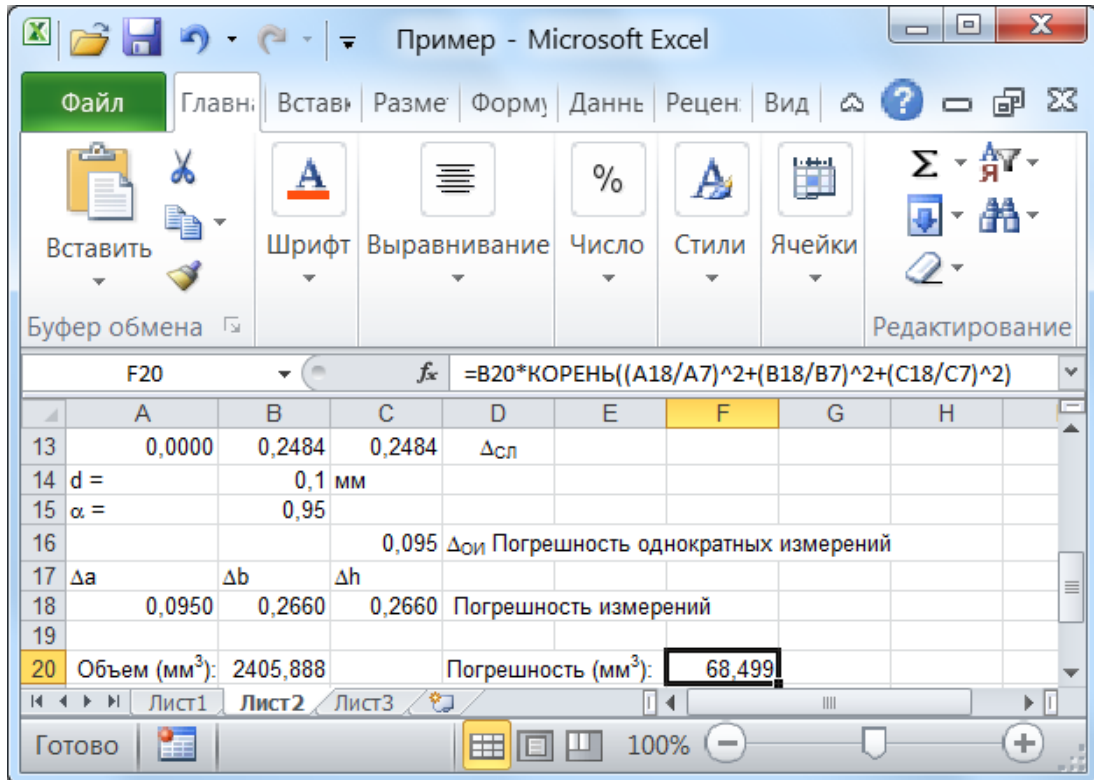 Пример - Microsoft Excel
Файл Главна Вставк Размет Форму Даннь Рецен: Вид
Вставить Шрифт Выравнивание Число Стили Ячейки
Буфер обмена Редактирование
F20 fx =B20*КОРЕНЬ((A18/A7)^2+(B18/B7)^2+(C18/C7)^2)
A B C D E F G H
13 0,0000 0,2484 0,2484 ΔСЛ
14 d = 0,1 мм
15 α = 0,95
16 0,095 ΔОИ Погрешность однократных измерений
17 Δa Δb Δh
18 0,0950 0,2660 0,2660 Погрешность измерений
19
20 Объем (мм³): 2405,888 Погрешность (мм³): 68,499
Лист1 Лист2 Лист3
Готово 100%